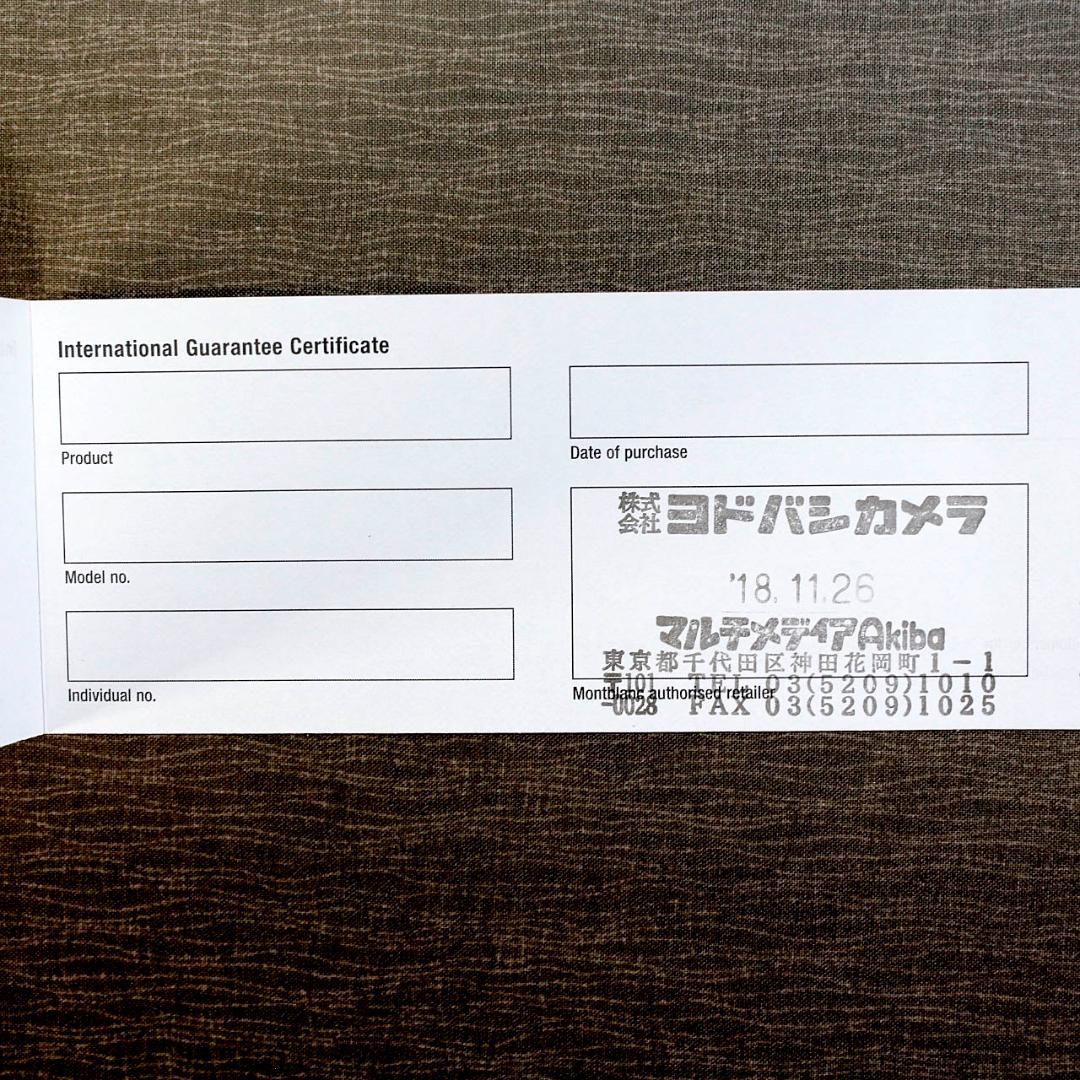 International Guarantee Certificate
Product
Model no.
Individual no.
Date of purchase
株式会社 ヨドバシカメラ
'18.11.26
マルチメディアAkiba
東京都千代田区神田花岡町1-1
〒101-0028 TEL 03(5209)1010
FAX 03(5209)1025
Montblanc authorised retailer